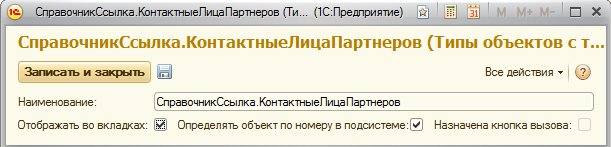 СправочникСсылка.КонтактныеЛицаПартнеров (Ти... (1С:Предприятие) M M+ M-
СправочникСсылка.КонтактныеЛицаПартнеров (Типы объектов с т...
Записать и закрыть Все действия
Наименование: СправочникСсылка.КонтактныеЛицаПартнеров
Отображать во вкладках: Определять объект по номеру в подсистеме: Назначена кнопка вызова: